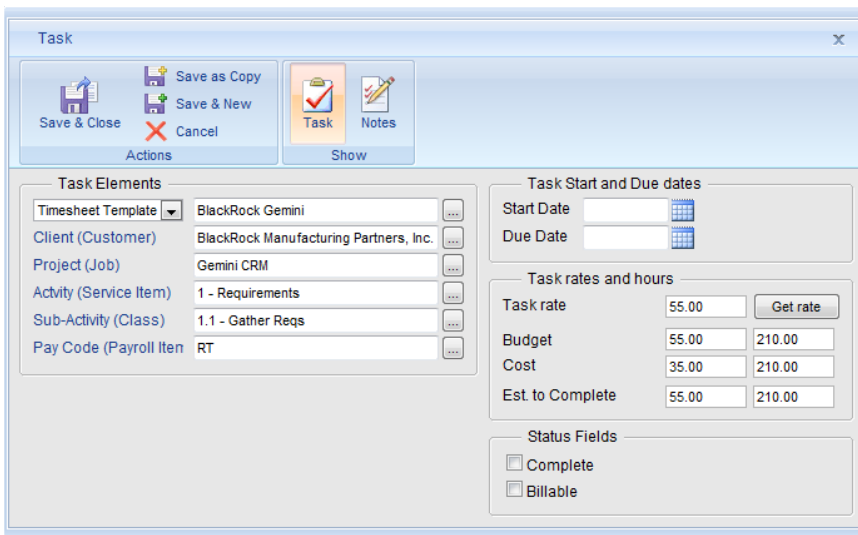 Task
x
Save & Close
Save as Copy
Save & New
Cancel
Actions
Task
Notes
Show
Task Elements
Timesheet Template BlackRock Gemini ...
Client (Customer) BlackRock Manufacturing Partners, Inc. ...
Project (Job) Gemini CRM ...
Actvity (Service Item) 1 - Requirements ...
Sub-Activity (Class) 1.1 - Gather Reqs ...
Pay Code (Payroll Iten RT ...
Task Start and Due dates
Start Date
Due Date
Task rates and hours
Task rate 55.00 Get rate
Budget 55.00 210.00
Cost 35.00 210.00
Est. to Complete 55.00 210.00
Status Fields
Complete
Billable